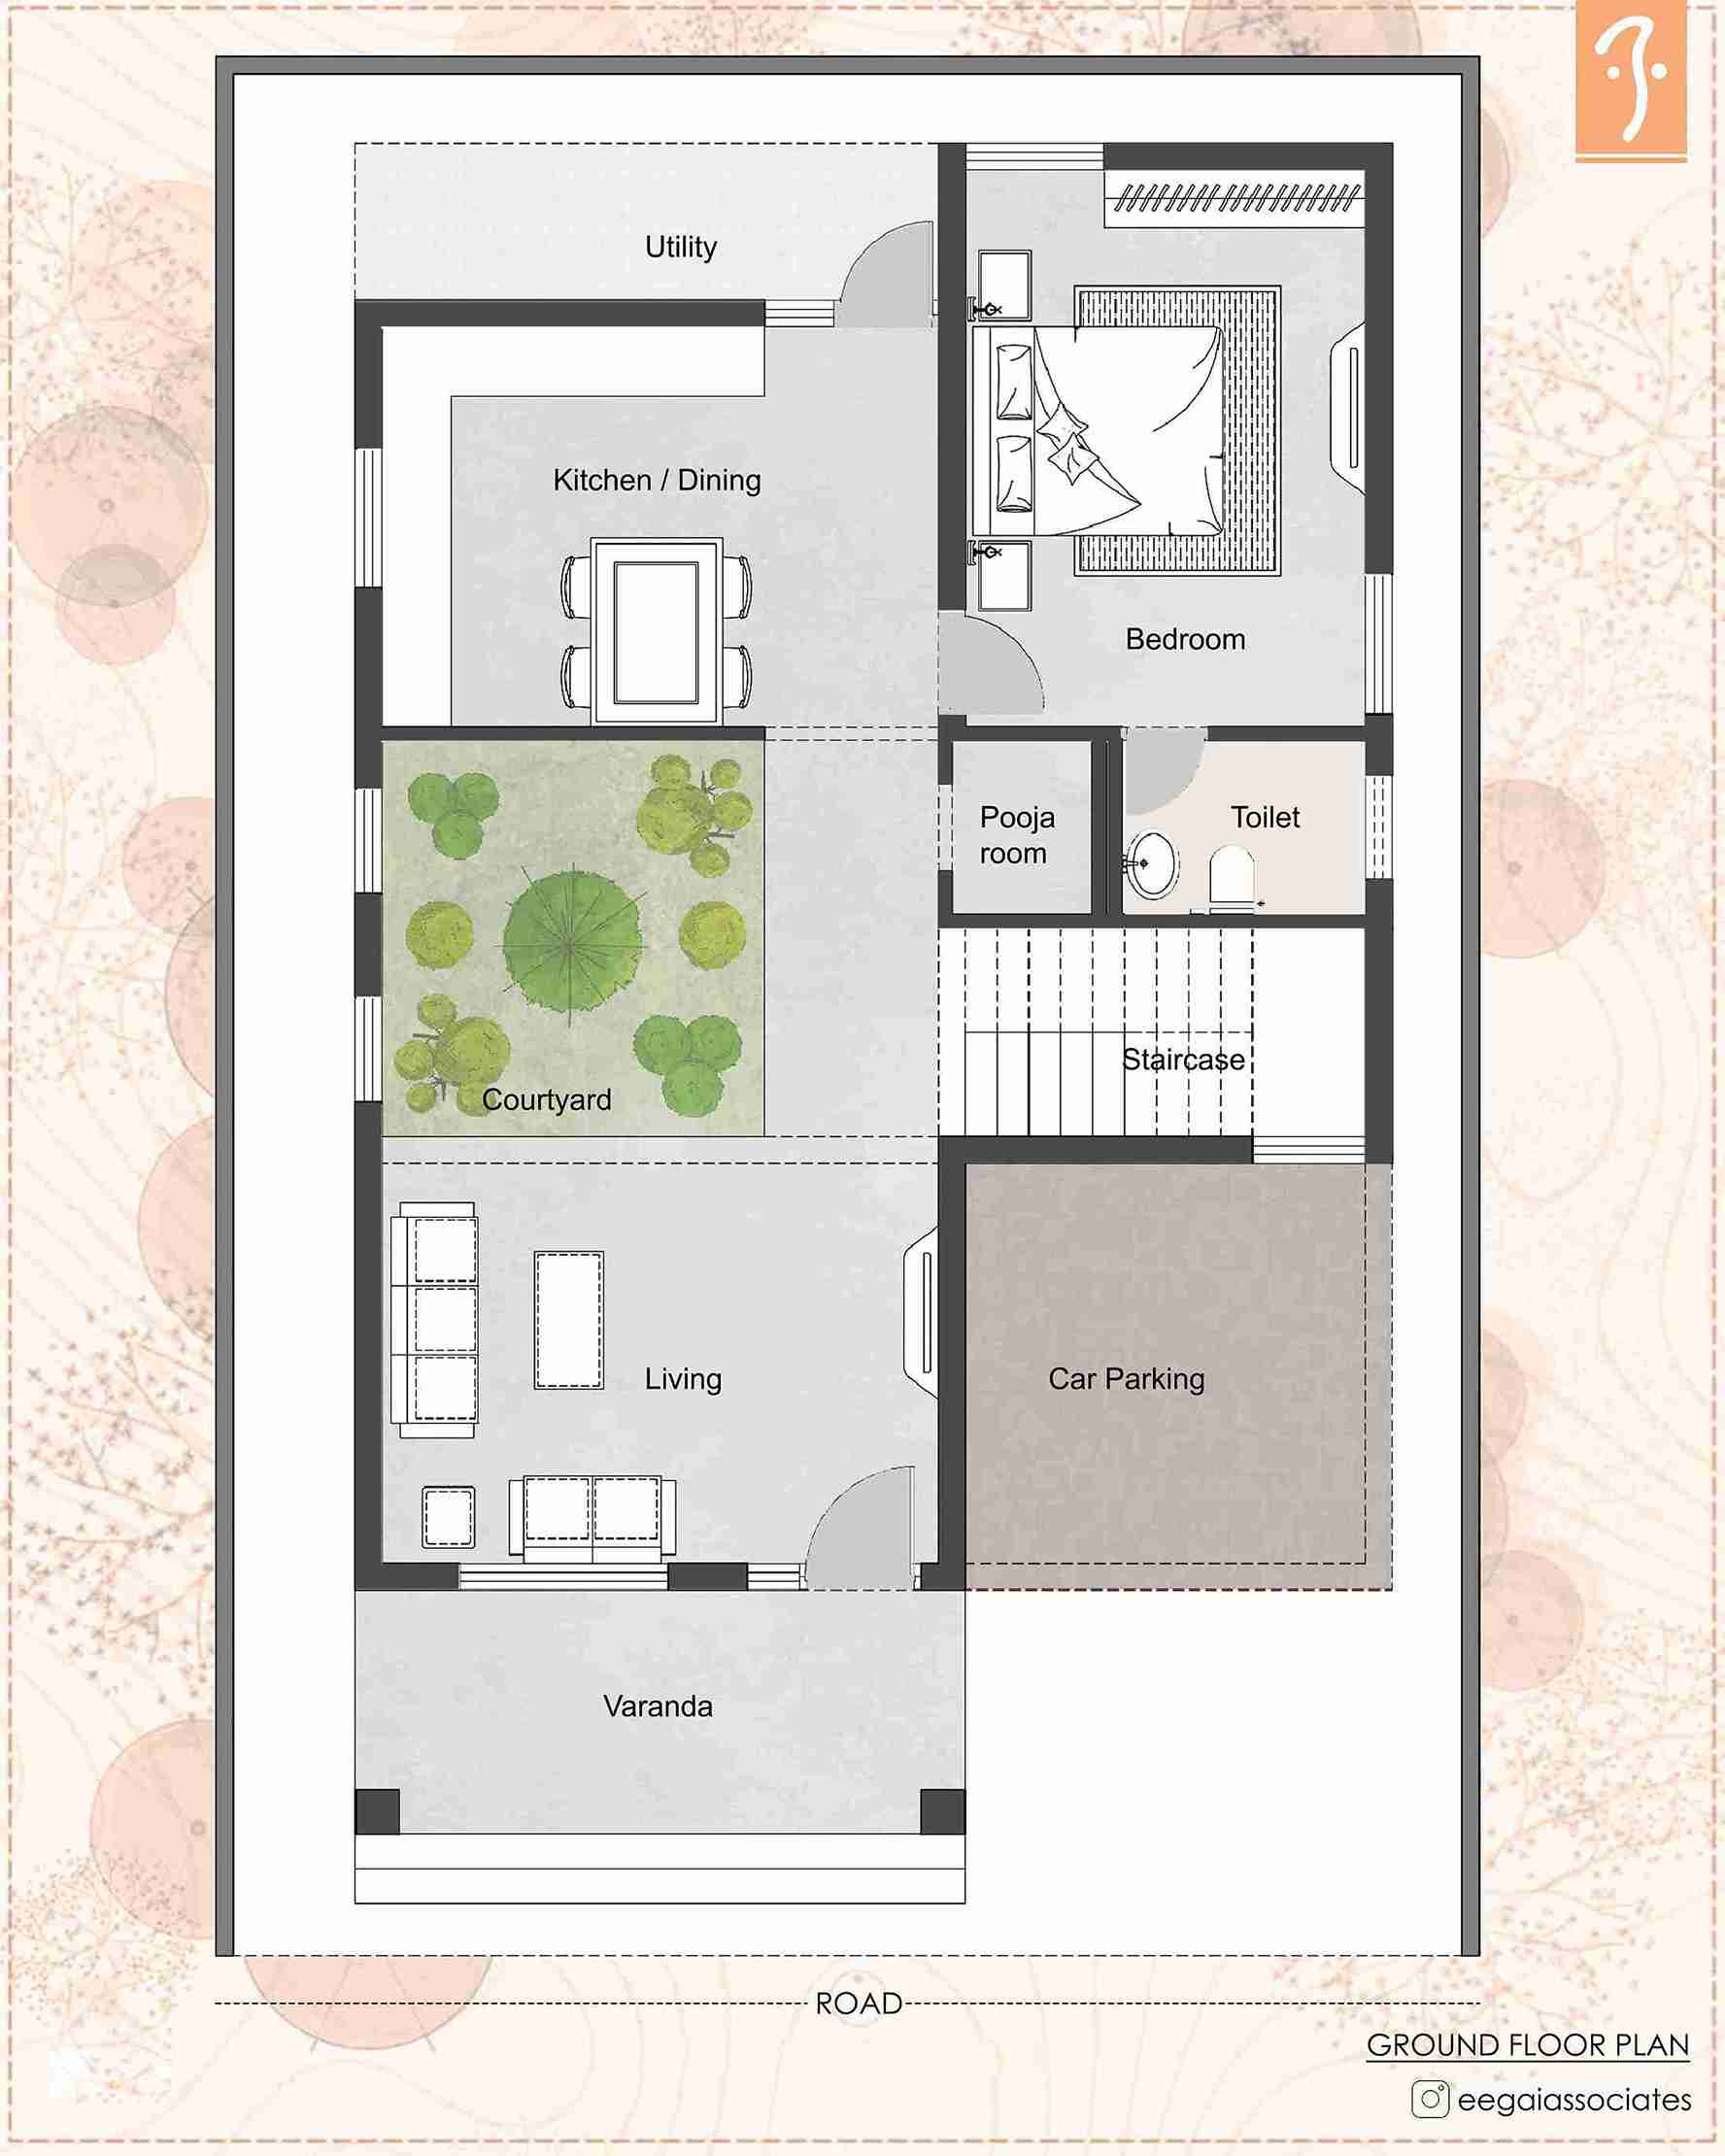 Utility
Kitchen / Dining
Bedroom
Pooja
room
Toilet
Staircase
Courtyard
Living
Car Parking
Varanda
ROAD
GROUND FLOOR PLAN
eegaiassociates